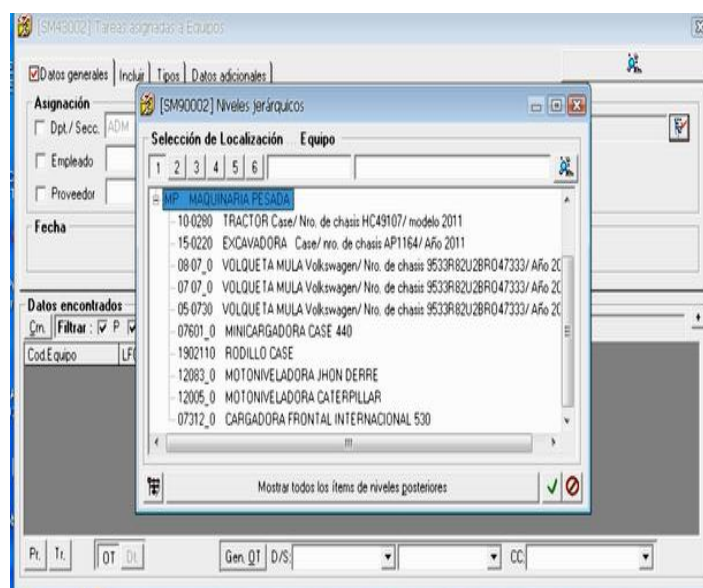 [SM43002] Tareas asignadas a Equipos
Datos generales Incluir Tipos Datos adicionales
Asignación
Dpt./ Secc. ADM
Empleado
Proveedor
Fecha
[SM90002] Niveles jerárquicos
Selección de Localización Equipo
1 2 3 4 5 6
MP MAQUINARIA PESADA
10-0280 TRACTOR Case/ Nro. de chasis HC49107/ modelo 2011
15-0220 EXCAVADORA Case/ nro. de chasis AP1164/ Año 2011
08-07_0 VOLQUETA MULA Volkswagen/ Nro. de chasis 9533R82U2BRO47333/ Año 20
07-07_0 VOLQUETA MULA Volkswagen/ Nro. de chasis 9533R82U2BRO47333/ Año 20
05-0730 VOLQUETA MULA Volkswagen/ Nro. de chasis 9533R82U2BRO47333/ Año 20
07601_0 MINICARGADORA CASE 440
1902110 RODILLO CASE
12083_0 MOTONIVELADORA JHON DERRE
12005_0 MOTONIVELADORA CATERPILLAR
07312_0 CARGADORA FRONTAL INTERNACIONAL 530
Mostrar todos los ítems de niveles posteriores
Datos encontrados
Cm. Filtrar : P
Cod.Equipo
Pr. Tr. OT Dt. Gen. OT D/S: CC: